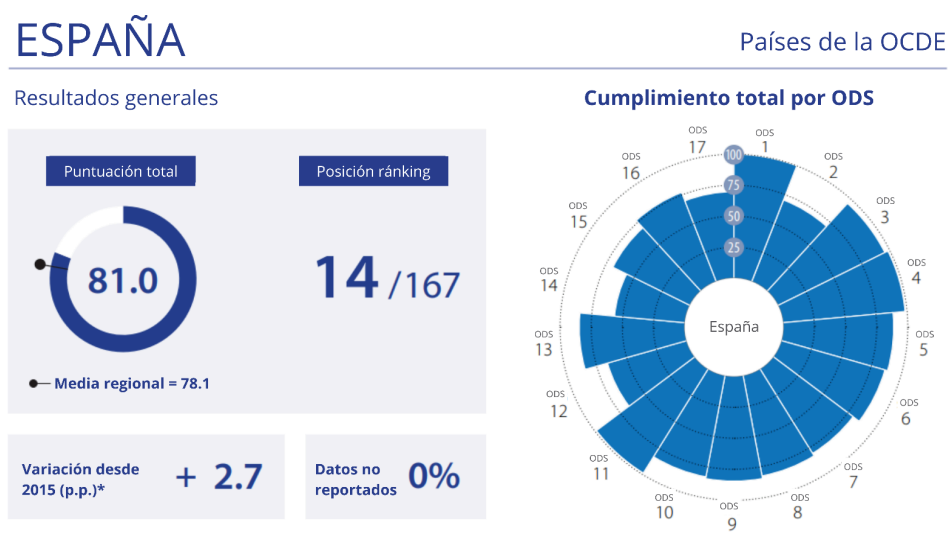 ESPAÑA
Países de la OCDE
Resultados generales
Puntuación total
Posición ránking
81.0
14/167
Media regional = 78.1
Variación desde
2015 (p.p.)*
+ 2.7
Datos no
reportados
0%
Cumplimiento total por ODS
100
75
50
25
España
ODS
1
ODS
2
ODS
3
ODS
4
ODS
5
ODS
6
ODS
7
ODS
8
ODS
9
ODS
10
ODS
11
ODS
12
ODS
13
ODS
14
ODS
15
ODS
16
ODS
17